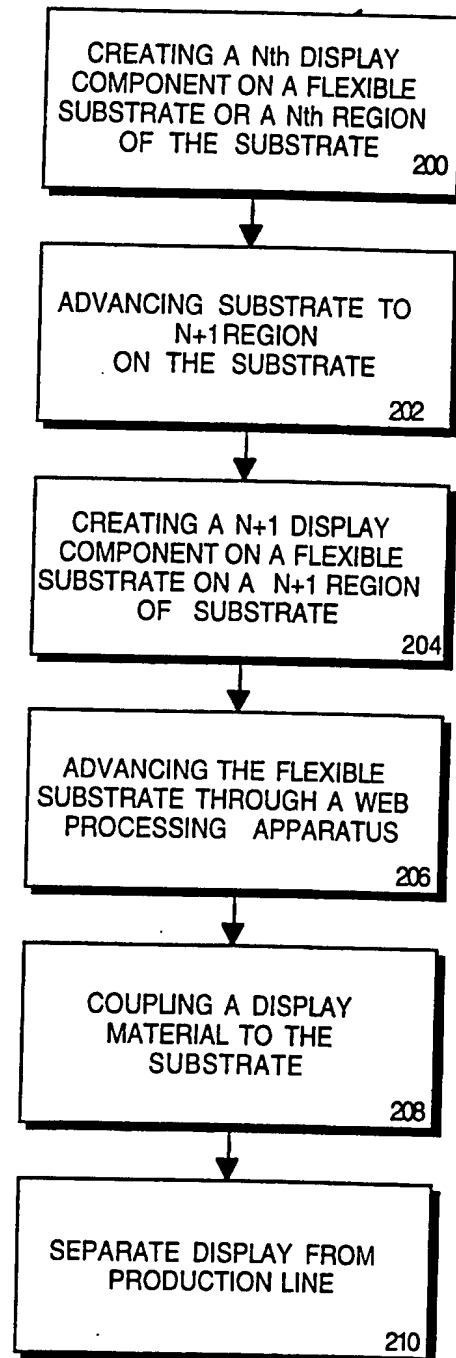 CREATING A Nth DISPLAY
COMPONENT ON A FLEXIBLE
SUBSTRATE OR A Nth REGION
OF THE SUBSTRATE
200
ADVANCING SUBSTRATE TO
N+1 REGION
ON THE SUBSTRATE
202
CREATING A N+1 DISPLAY
COMPONENT ON A FLEXIBLE
SUBSTRATE ON A N+1 REGION
OF SUBSTRATE
204
ADVANCING THE FLEXIBLE
SUBSTRATE THROUGH A WEB
PROCESSING APPARATUS
206
COUPLING A DISPLAY
MATERIAL TO THE
SUBSTRATE
208
SEPARATE DISPLAY FROM
PRODUCTION LINE
210